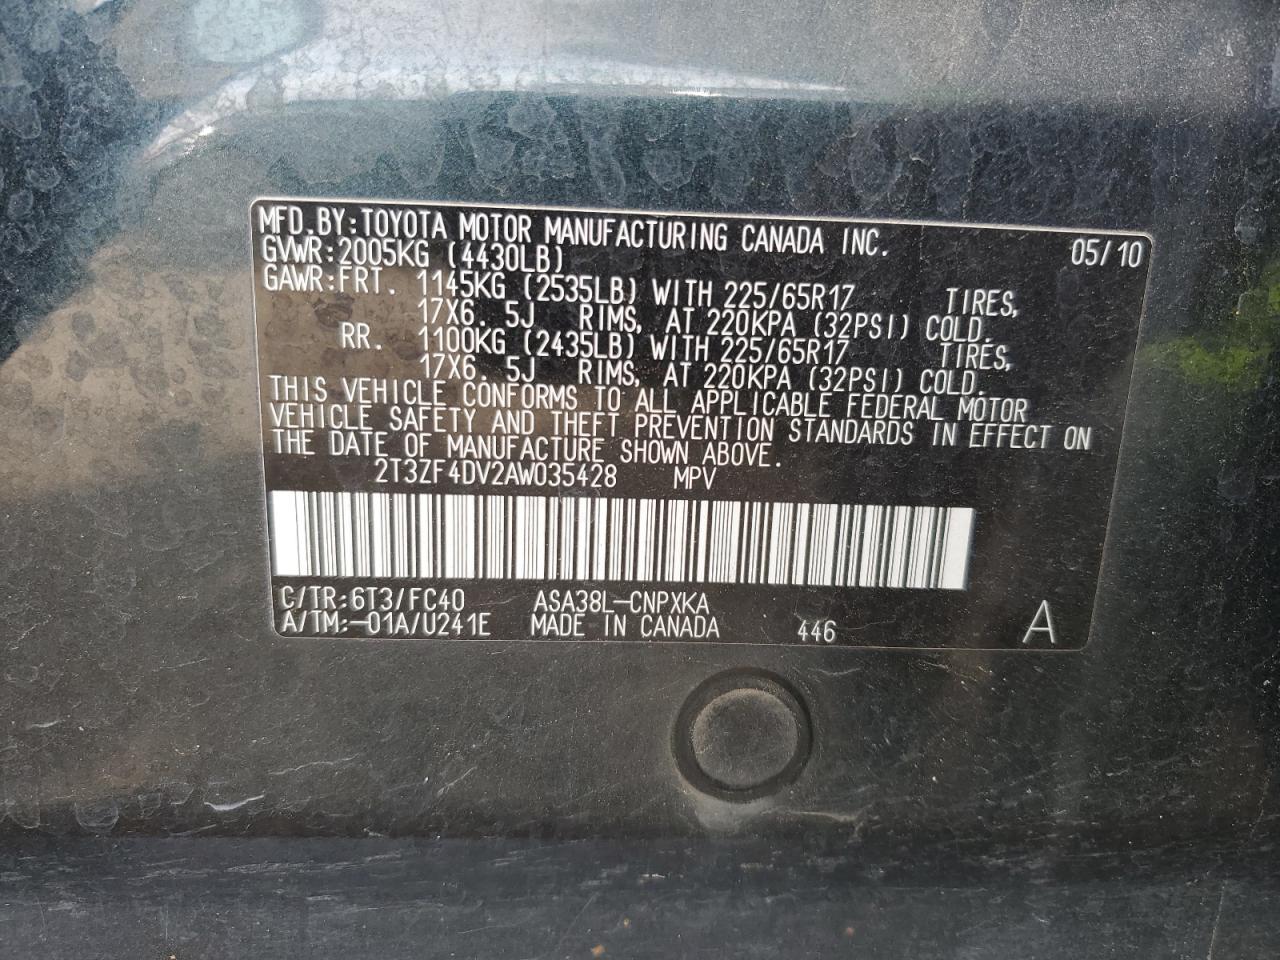 MFD.BY:TOYOTA MOTOR MANUFACTURING CANADA INC. 05/10
GVWR:2005KG (4430LB)
GAWR:FRT. 1145KG (2535LB) WITH 225/65R17 TIRES,
17X6.5J RIMS, AT 220KPA (32PSI) COLD.
RR. 1100KG (2435LB) WITH 225/65R17 TIRES,
17X6.5J RIMS, AT 220KPA (32PSI) COLD.
THIS VEHICLE CONFORMS TO ALL APPLICABLE FEDERAL MOTOR
VEHICLE SAFETY AND THEFT PREVENTION STANDARDS IN EFFECT ON
THE DATE OF MANUFACTURE SHOWN ABOVE.
2T3ZF4DV2AW035428 MPV
C/TR:6T3/FC40 ASA38L-CNPXKA
A/TM:-01A/U241E MADE IN CANADA 446 A